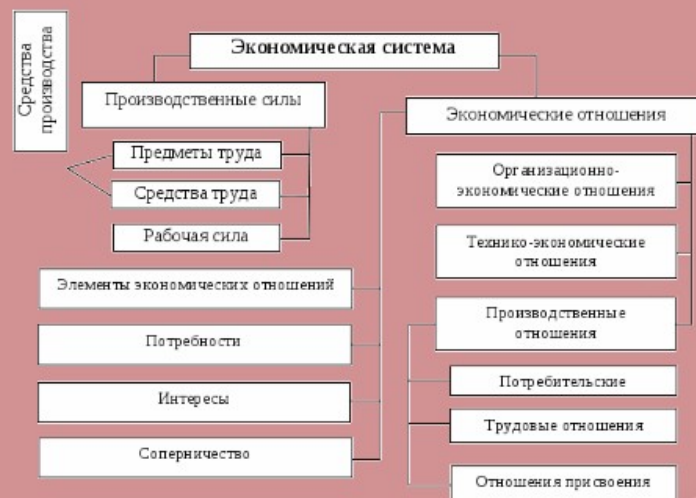 Средства
производства
Экономическая система
Производственные силы
Предметы труда
Средства труда
Рабочая сила
Элементы экономических отношений
Потребности
Интересы
Соперничество
Экономические отношения
Организационно-
экономические отношения
Технико-экономические
отношения
Производственные
отношения
Потребительские
Трудовые отношения
Отношения присвоения